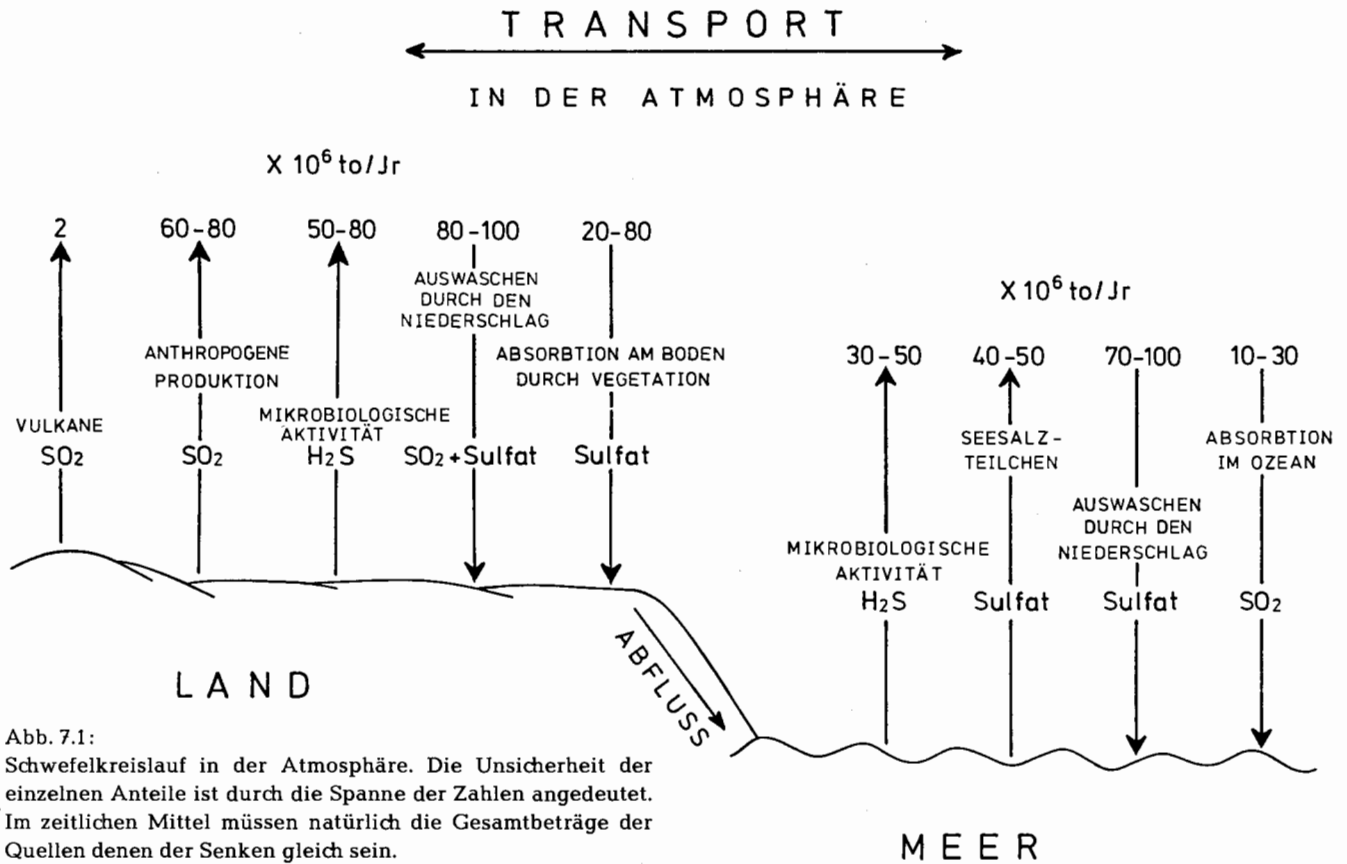 TRANSPORT
IN DER ATMOSPHÄRE
X 10⁶ to/Jr
2
60-80
50-80
80-100
20-80
AUSWASCHEN
DURCH DEN
NIEDERSCHLAG
ANTHROPOGENE
PRODUKTION
ABSORBTION AM BODEN
DURCH VEGETATION
VULKANE
MIKROBIOLOGISCHE
AKTIVITÄT
SO₂
SO₂
H₂S
SO₂+Sulfat
Sulfat
X 10⁶ to/Jr
30-50
40-50
70-100
10-30
SEESALZ-
TEILCHEN
ABSORBTION
IM OZEAN
AUSWASCHEN
DURCH DEN
NIEDERSCHLAG
MIKROBIOLOGISCHE
AKTIVITÄT
H₂S
Sulfat
Sulfat
SO₂
ABFLUSS
LAND
MEER
Abb. 7.1:
Schwefelkreislauf in der Atmosphäre. Die Unsicherheit der
einzelnen Anteile ist durch die Spanne der Zahlen angedeutet.
Im zeitlichen Mittel müssen natürlich die Gesamtbeträge der
Quellen denen der Senken gleich sein.